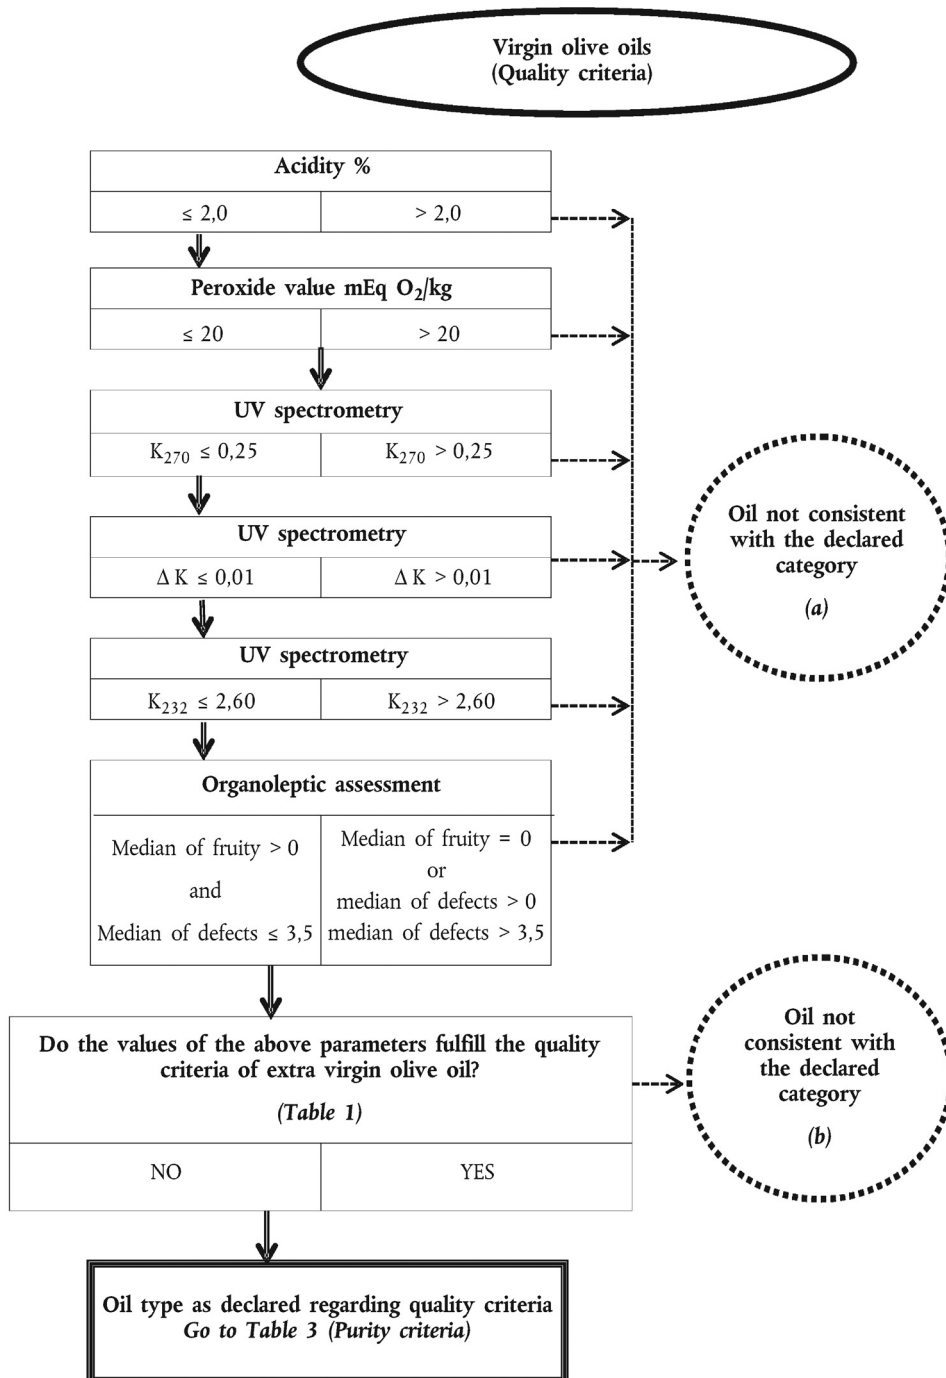 Virgin olive oils
(Quality criteria)
Acidity %
≤ 2,0
> 2,0
Peroxide value mEq O₂/kg
≤ 20
> 20
UV spectrometry
K₂₇₀ ≤ 0,25
K₂₇₀ > 0,25
UV spectrometry
Δ K ≤ 0,01
Δ K > 0,01
UV spectrometry
K₂₃₂ ≤ 2,60
K₂₃₂ > 2,60
Organoleptic assessment
Median of fruity > 0
and
Median of defects ≤ 3,5
Median of fruity = 0
or
median of defects > 0
median of defects > 3,5
Oil not consistent
with the declared
category
(a)
Do the values of the above parameters fulfill the quality
criteria of extra virgin olive oil?
(Table 1)
NO
YES
Oil not
consistent with
the declared
category
(b)
Oil type as declared regarding quality criteria
Go to Table 3 (Purity criteria)